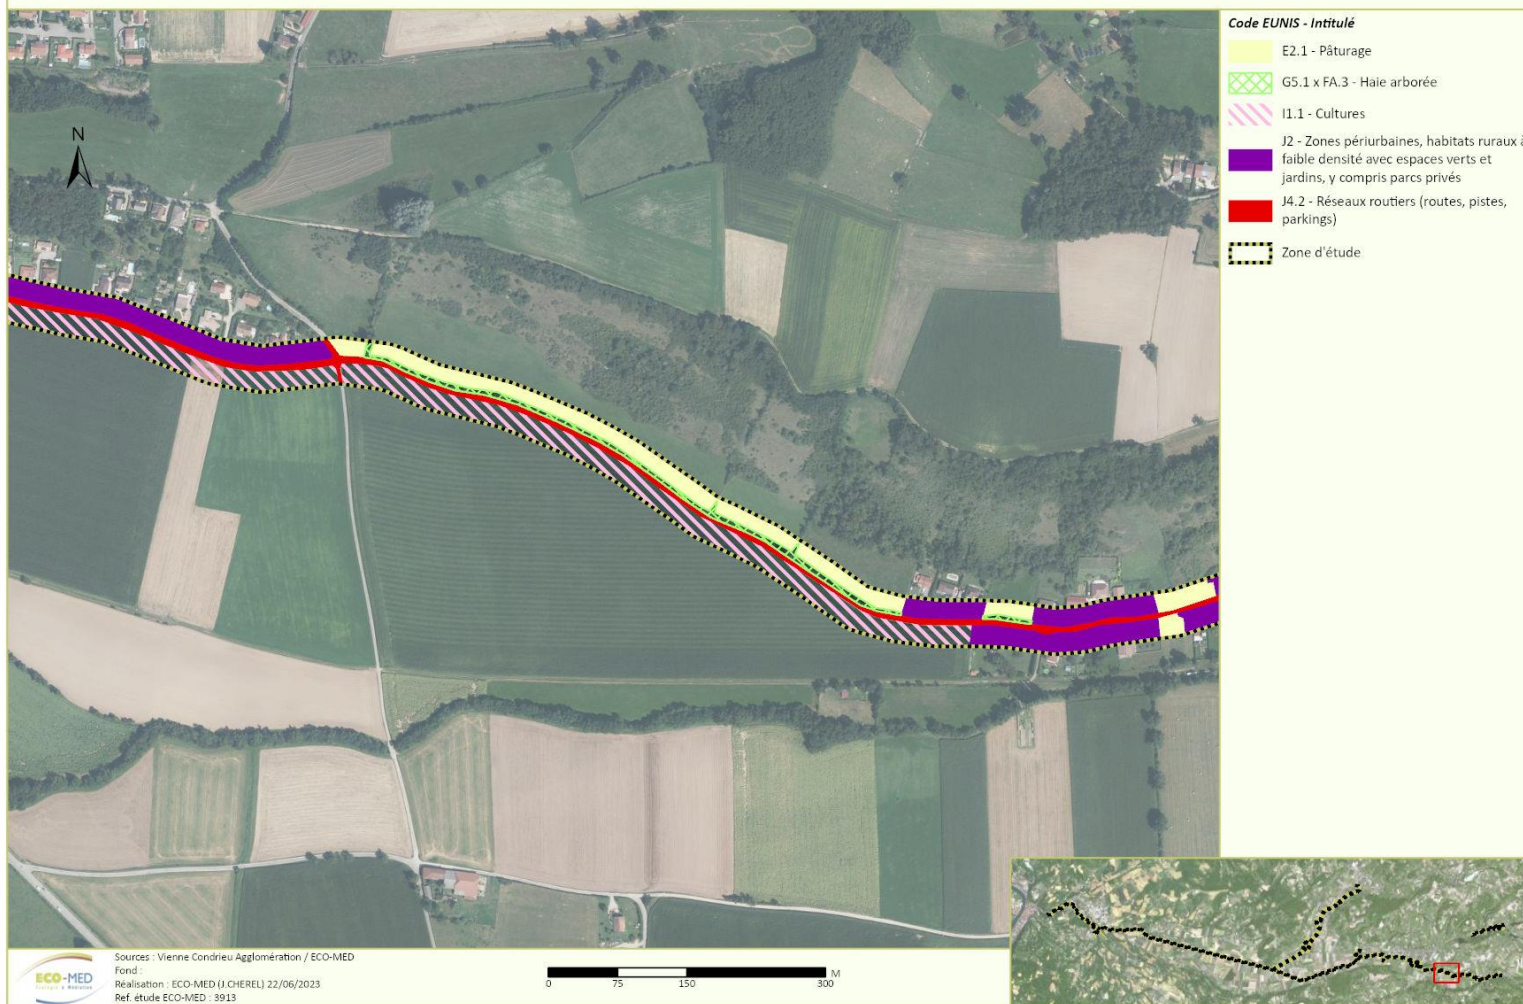 Code EUNIS - Intitulé
E2.1 - Pâturage
G5.1 x FA.3 - Haie arborée
I1.1 - Cultures
J2 - Zones périurbaines, habitats ruraux à
faible densité avec espaces verts et
jardins, y compris parcs privés
J4.2 - Réseaux routiers (routes, pistes,
parkings)
Zone d'étude
N
ECO-MED
Ecologie & Médiation
Sources : Vienne Condrieu Agglomération / ECO-MED
Fond :
Réalisation : ECO-MED (J.CHEREL) 22/06/2023
Ref. étude ECO-MED : 3913
M
0 75 150 300